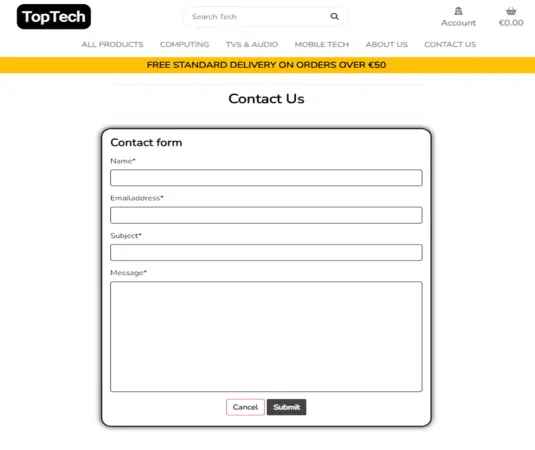 TopTech
Search Tech
Account
€0.00
ALL PRODUCTS COMPUTING TVS & AUDIO MOBILE TECH ABOUT US CONTACT US
FREE STANDARD DELIVERY ON ORDERS OVER €50
Contact Us
Contact form
Name*
Emailaddress*
Subject*
Message*
Cancel Submit